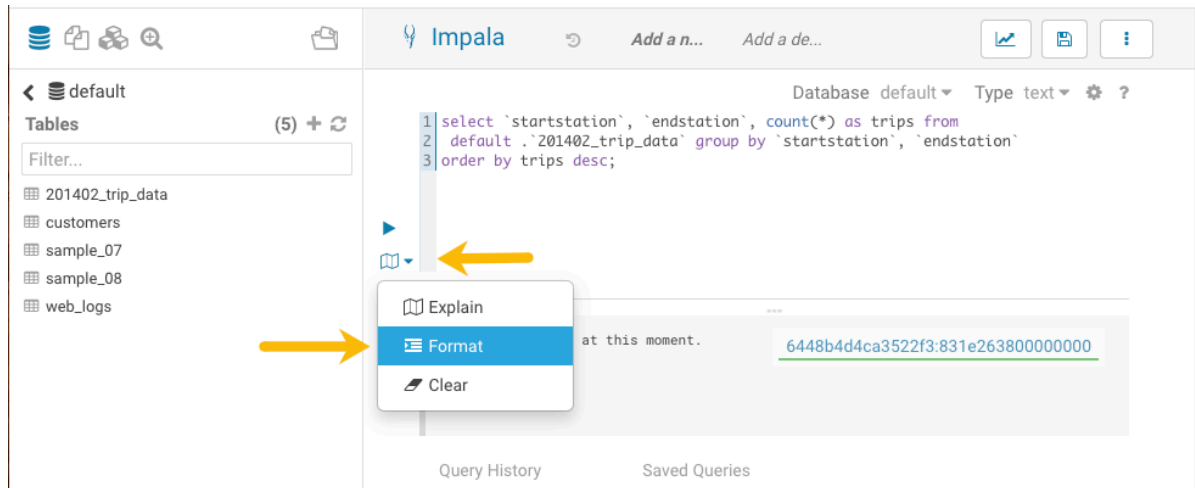 Impala Add a n... Add a de...
default
Tables (5)
Filter...
201402_trip_data
customers
sample_07
sample_08
web_logs
Database default Type text ?
1 select `startstation`, `endstation`, count(*) as trips from
2 default .`201402_trip_data` group by `startstation`, `endstation`
3 order by trips desc;
Explain
Format
Clear
at this moment.
6448b4d4ca3522f3:831e263800000000
Query History Saved Queries